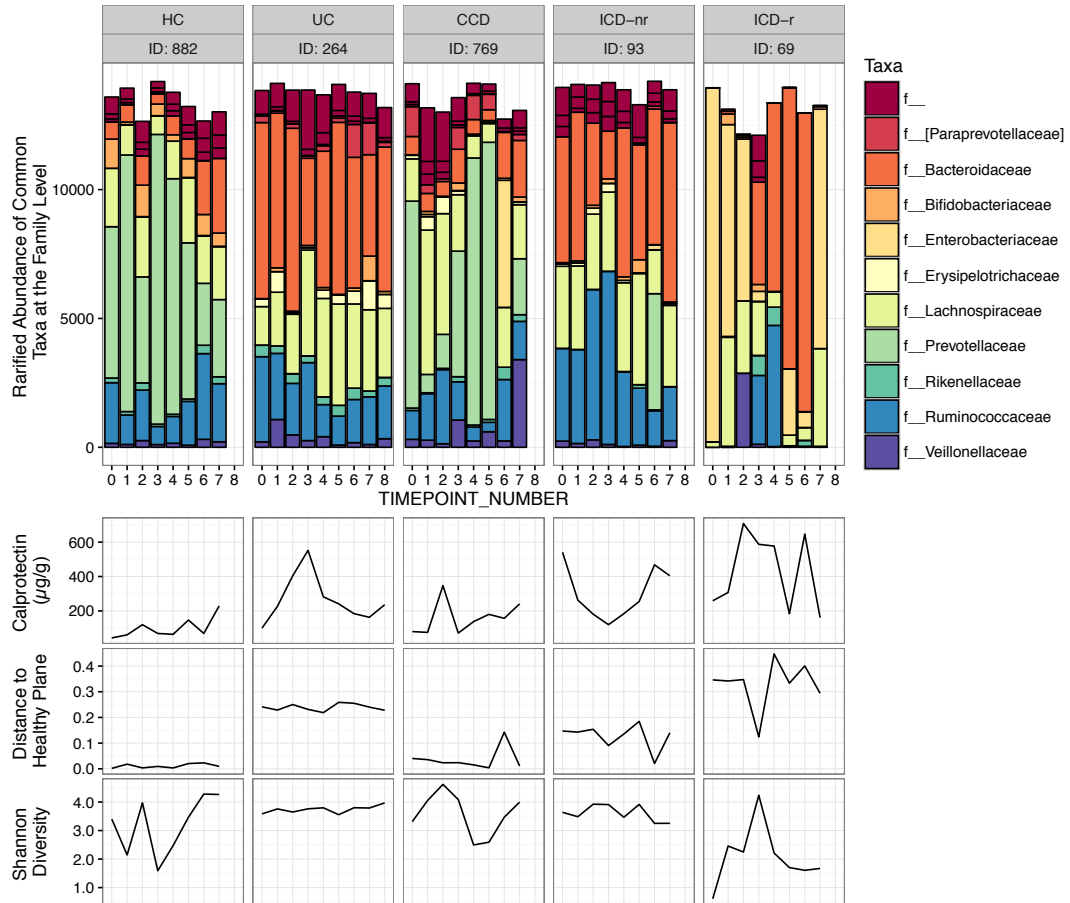 HC UC CCD ICD−nr ICD−r
ID: 882 ID: 264 ID: 769 ID: 93 ID: 69
Rarified Abundance of Common
Taxa at the Family Level
10000
5000
0
0 1 2 3 4 5 6 7 8 0 1 2 3 4 5 6 7 8 0 1 2 3 4 5 6 7 8 0 1 2 3 4 5 6 7 8 0 1 2 3 4 5 6 7 8
TIMEPOINT_NUMBER
Taxa
f__
f__[Paraprevotellaceae]
f__Bacteroidaceae
f__Bifidobacteriaceae
f__Enterobacteriaceae
f__Erysipelotrichaceae
f__Lachnospiraceae
f__Prevotellaceae
f__Rikenellaceae
f__Ruminococcaceae
f__Veillonellaceae
Calprotectin
(µg/g)
600
400
200
Distance to
Healthy Plane
0.4
0.3
0.2
0.1
0.0
Shannon
Diversity
4.0
3.0
2.0
1.0